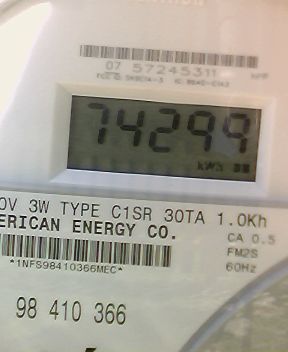 07 57245311
74299
kWh
0V 3W TYPE C1SR 30TA 1.0Kh
ERICAN ENERGY CO.
CA 0.5
FM2S
60Hz
*1NFS98410366MEC*
98 410 366